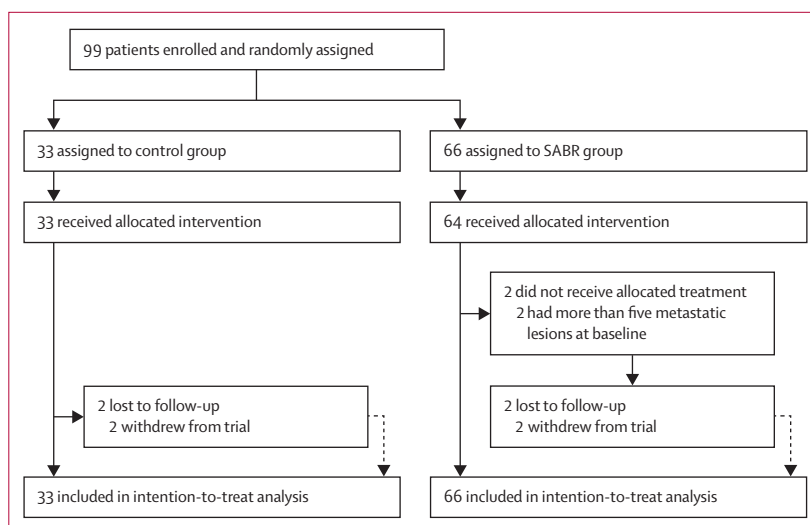 99 patients enrolled and randomly assigned
33 assigned to control group
66 assigned to SABR group
33 received allocated intervention
64 received allocated intervention
2 did not receive allocated treatment
2 had more than five metastatic
lesions at baseline
2 lost to follow-up
2 withdrew from trial
2 lost to follow-up
2 withdrew from trial
33 included in intention-to-treat analysis
66 included in intention-to-treat analysis